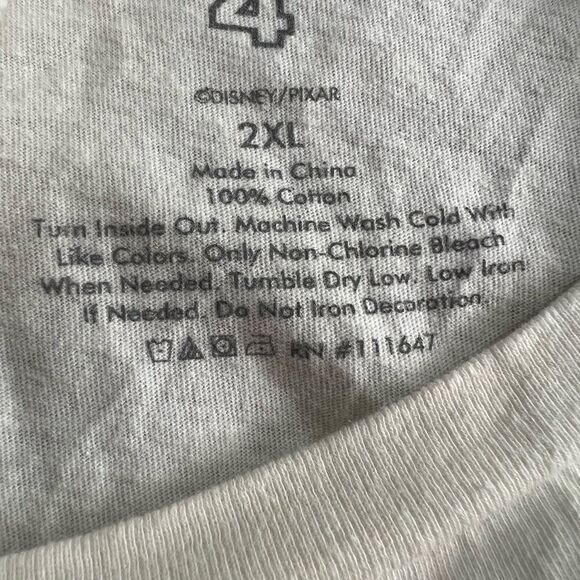 4
©DISNEY/PIXAR
2XL
Made in China
100% Cotton
Turn Inside Out. Machine Wash Cold With
Like Colors. Only Non-Chlorine Bleach
When Needed. Tumble Dry Low. Low Iron
If Needed. Do Not Iron Decoration.
RN #111647